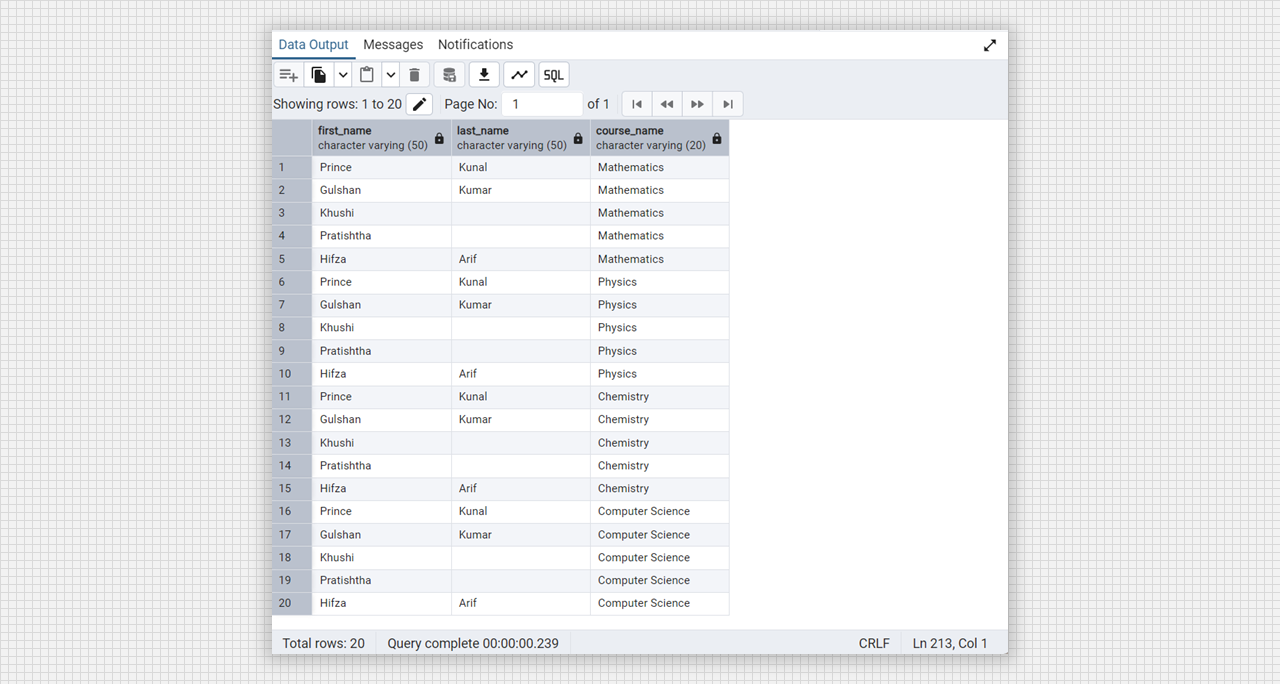 Data Output Messages Notifications
SQL
Showing rows: 1 to 20 Page No: 1 of 1
first_name last_name course_name
character varying (50) character varying (50) character varying (20)
1 Prince Kunal Mathematics
2 Gulshan Kumar Mathematics
3 Khushi Mathematics
4 Pratishtha Mathematics
5 Hifza Arif Mathematics
6 Prince Kunal Physics
7 Gulshan Kumar Physics
8 Khushi Physics
9 Pratishtha Physics
10 Hifza Arif Physics
11 Prince Kunal Chemistry
12 Gulshan Kumar Chemistry
13 Khushi Chemistry
14 Pratishtha Chemistry
15 Hifza Arif Chemistry
16 Prince Kunal Computer Science
17 Gulshan Kumar Computer Science
18 Khushi Computer Science
19 Pratishtha Computer Science
20 Hifza Arif Computer Science
Total rows: 20 Query complete 00:00:00.239 CRLF Ln 213, Col 1